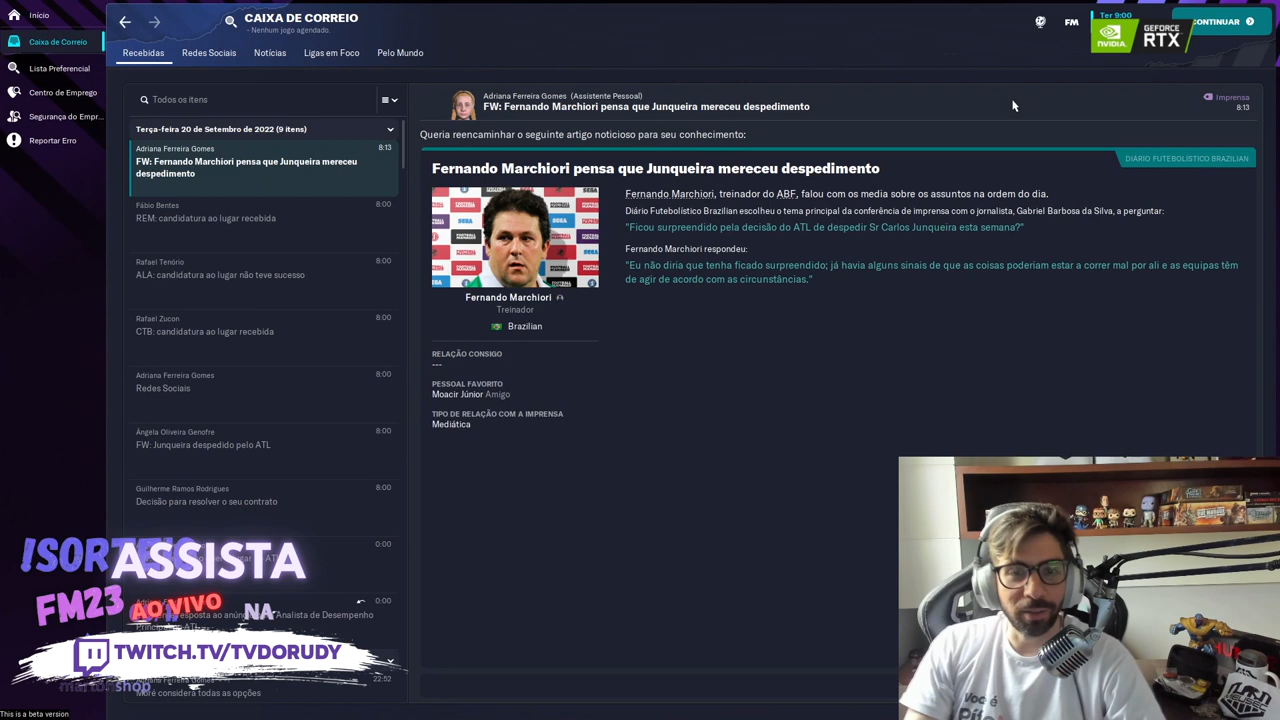 Início
Caixa de Correio
Lista Preferencial
Centro de Emprego
Segurança do Empr...
Reportar Erro
CAIXA DE CORREIO
- Nenhum jogo agendado.
FM
Ter 9:00
CONTINUAR
NVIDIA
GEFORCE
RTX
Recebidas
Redes Sociais
Notícias
Ligas em Foco
Pelo Mundo
Todos os itens
Terça-feira 20 de Setembro de 2022 (9 itens)
Adriana Ferreira Gomes 8:13
FW: Fernando Marchiori pensa que Junqueira mereceu
despedimento
Fábio Bentes 8:00
REM: candidatura ao lugar recebida
Rafael Tenório 8:00
ALA: candidatura ao lugar não teve sucesso
Rafael Zucon 8:00
CTB: candidatura ao lugar recebida
Adriana Ferreira Gomes 8:00
Redes Sociais
Ângela Oliveira Genofre 8:00
FW: Junqueira despedido pelo ATL
Guilherme Ramos Rodrigues 8:00
Decisão para resolver o seu contrato
0:00
0:00
resposta ao anúncio Analista de Desempenho
22:52
Moré considera todas as opções
Adriana Ferreira Gomes (Assistente Pessoal)
FW: Fernando Marchiori pensa que Junqueira mereceu despedimento
Imprensa
8:13
Queria reencaminhar o seguinte artigo noticioso para seu conhecimento:
DIÁRIO FUTEBOLÍSTICO BRAZILIAN
Fernando Marchiori pensa que Junqueira mereceu despedimento
Fernando Marchiori, treinador do ABF, falou com os media sobre os assuntos na ordem do dia.
Diário Futebolístico Brazilian escolheu o tema principal da conferência de imprensa com o jornalista, Gabriel Barbosa da Silva, a pergun
"Ficou surpreendido pela decisão do ATL de despedir Sr Carlos Junqueira esta semana?"
Fernando Marchiori respondeu:
"Eu não diria que tenha ficado surpreendido; já havia alguns sinais de que as coisas poderiam estar a correr mal por lá e as equipas têm
de agir de acordo com as circunstâncias."
Fernando Marchiori
Treinador
Brazilian
RELAÇÃO CONSIGO
---
PESSOAL FAVORITO
Moacir Júnior Amigo
TIPO DE RELAÇÃO COM A IMPRENSA
Mediática
!SORTEIO
ASSISTA
FM23
AO VIVO
NA
TWITCH.TV/TVDORUDY
This is a beta version